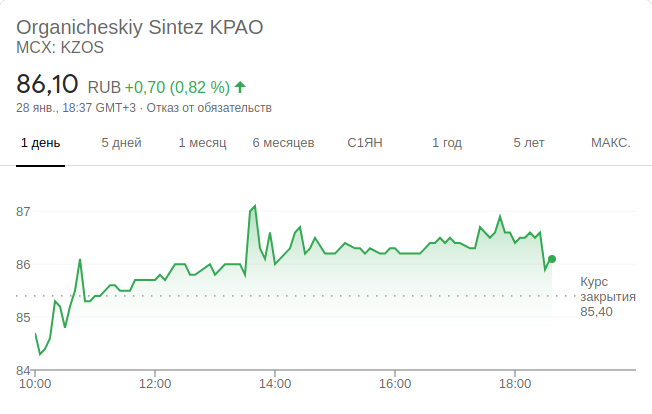 Organicheskiy Sintez KPAO
MCX: KZOS
86,10 RUB +0,70 (0,82 %)
28 янв., 18:37 GMT+3 · Отказ от обязательств
1 день 5 дней 1 месяц 6 месяцев С1ЯН 1 год 5 лет МАКС.
87
86
85
84
Курс
закрытия
85,40
10:00 12:00 14:00 16:00 18:00